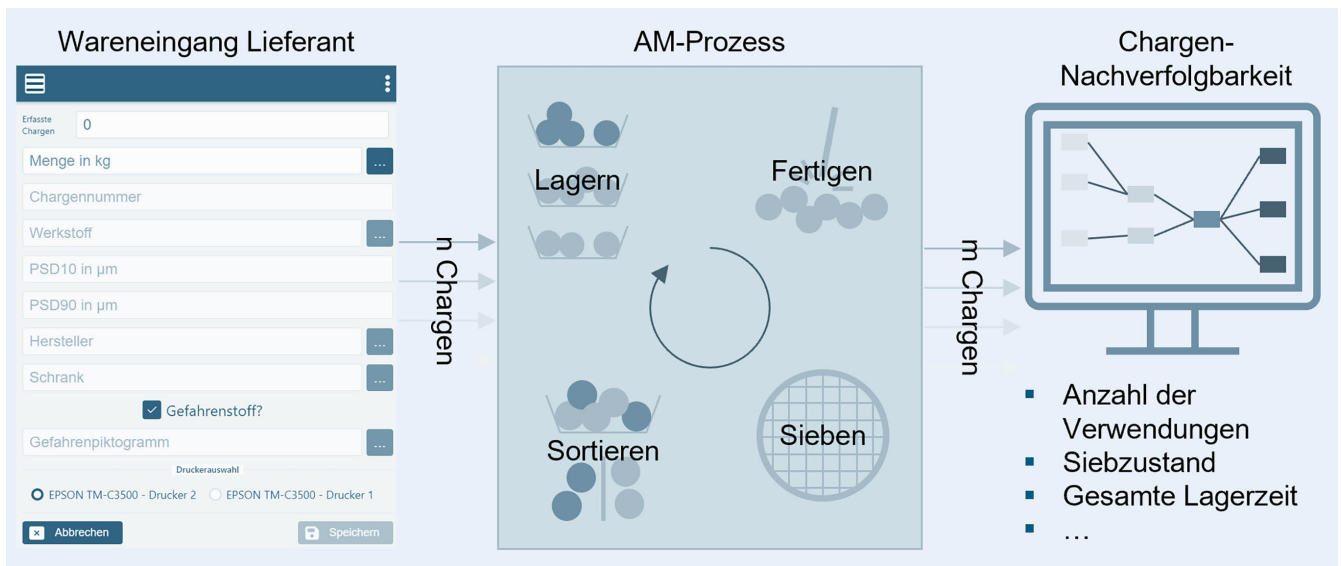 Wareneingang Lieferant
Erfasste
Chargen
0
Menge in kg
...
Chargennummer
Werkstoff
...
PSD10 in µm
PSD90 in µm
Hersteller
...
Schrank
...
Gefahrenstoff?
Gefahrenpiktogramm
...
Druckerauswahl
EPSON TM-C3500 - Drucker 2
EPSON TM-C3500 - Drucker 1
Abbrechen
Speichern
n Chargen
AM-Prozess
Lagern
Fertigen
Sortieren
Sieben
m Chargen
Chargen-
Nachverfolgbarkeit
▪ Anzahl der
Verwendungen
▪ Siebzustand
▪ Gesamte Lagerzeit
▪ …